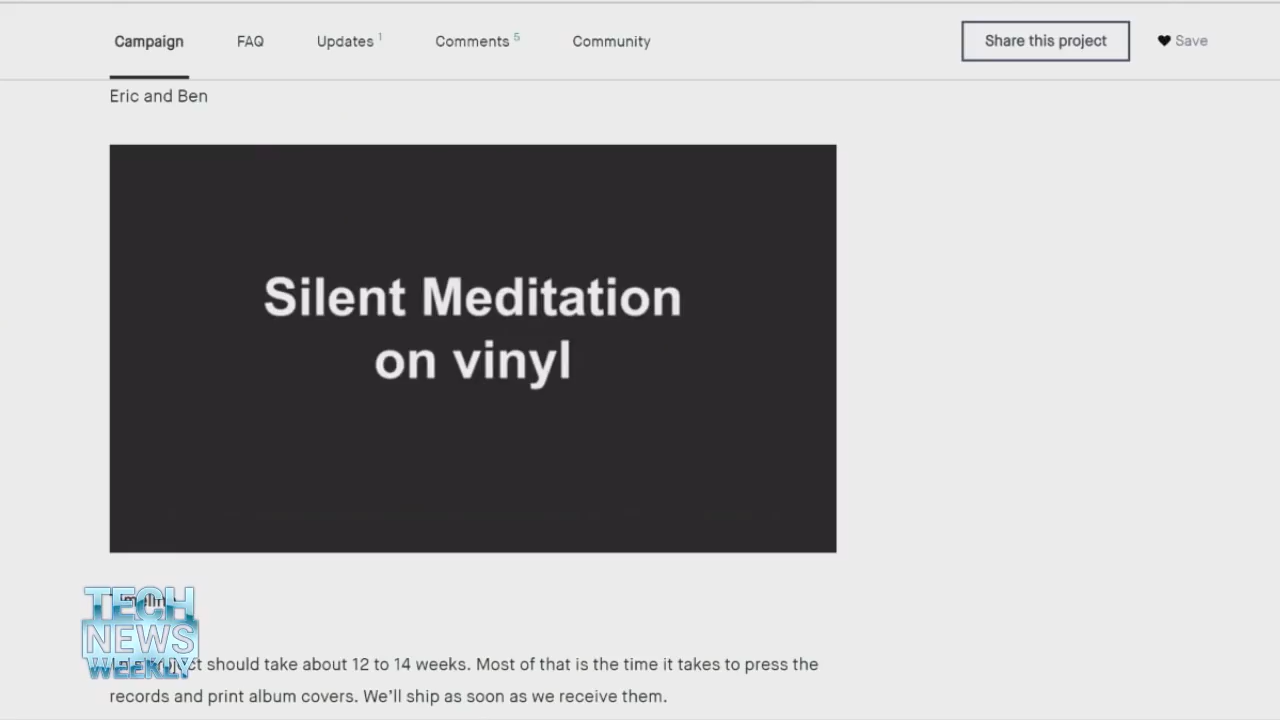 Campaign FAQ Updates 1 Comments 5 Community Share this project Save
Eric and Ben
Silent Meditation
on vinyl
TECH
NEWS
WEEKLY
should take about 12 to 14 weeks. Most of that is the time it takes to press the
records and print album covers. We’ll ship as soon as we receive them.